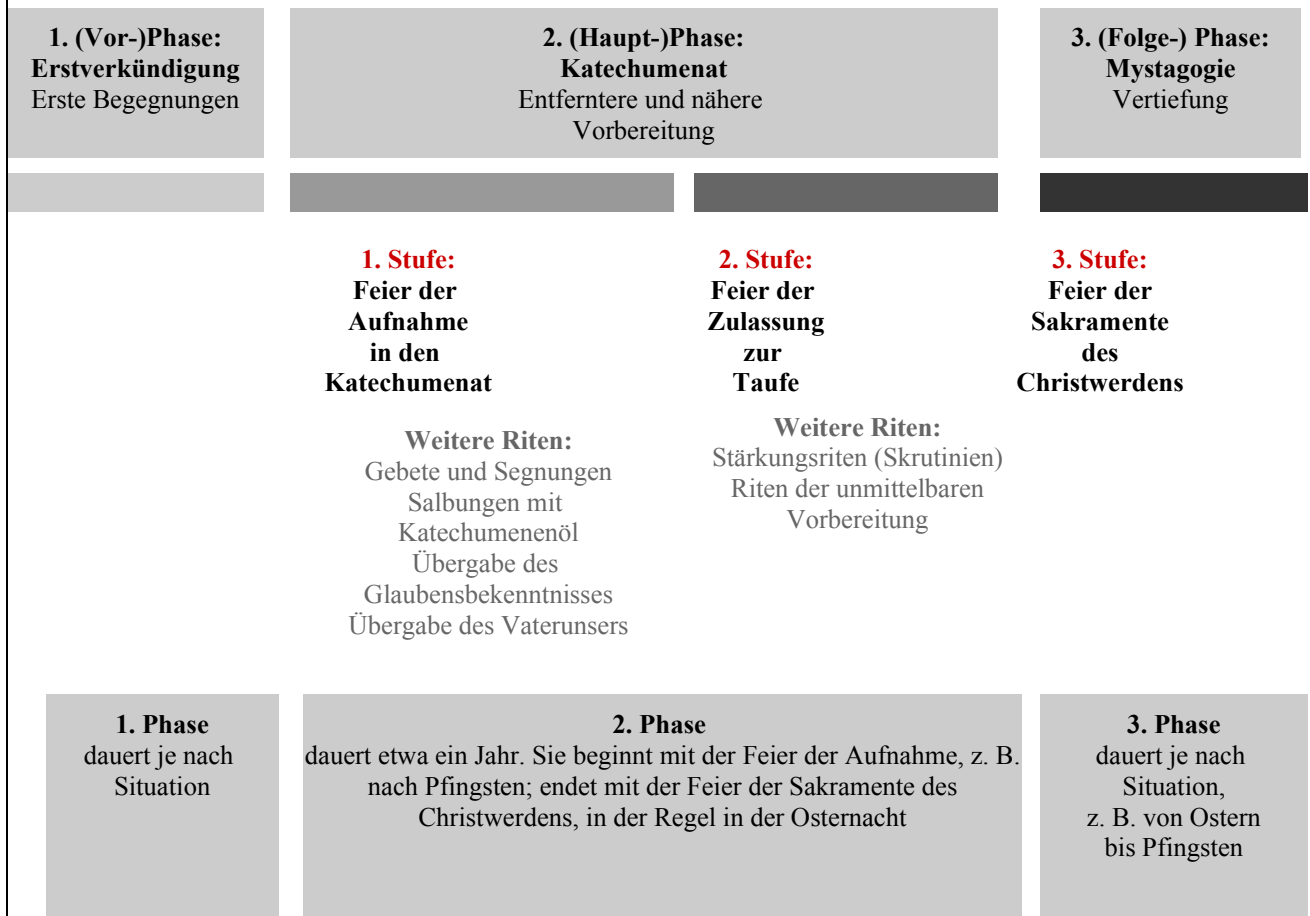 1. (Vor-)Phase:
Erstverkündigung
Erste Begegnungen
2. (Haupt-)Phase:
Katechumenat
Entferntere und nähere
Vorbereitung
3. (Folge-) Phase:
Mystagogie
Vertiefung
1. Stufe:
Feier der
Aufnahme
in den
Katechumenat
2. Stufe:
Feier der
Zulassung
zur
Taufe
3. Stufe:
Feier der
Sakramente
des
Christwerdens
Weitere Riten:
Gebete und Segnungen
Salbungen mit
Katechumenenöl
Übergabe des
Glaubensbekenntnisses
Übergabe des Vaterunsers
Weitere Riten:
Stärkungsriten (Skrutinien)
Riten der unmittelbaren
Vorbereitung
1. Phase
dauert je nach
Situation
2. Phase
dauert etwa ein Jahr. Sie beginnt mit der Feier der Aufnahme, z. B.
nach Pfingsten; endet mit der Feier der Sakramente des
Christwerdens, in der Regel in der Osternacht
3. Phase
dauert je nach
Situation,
z. B. von Ostern
bis Pfingsten